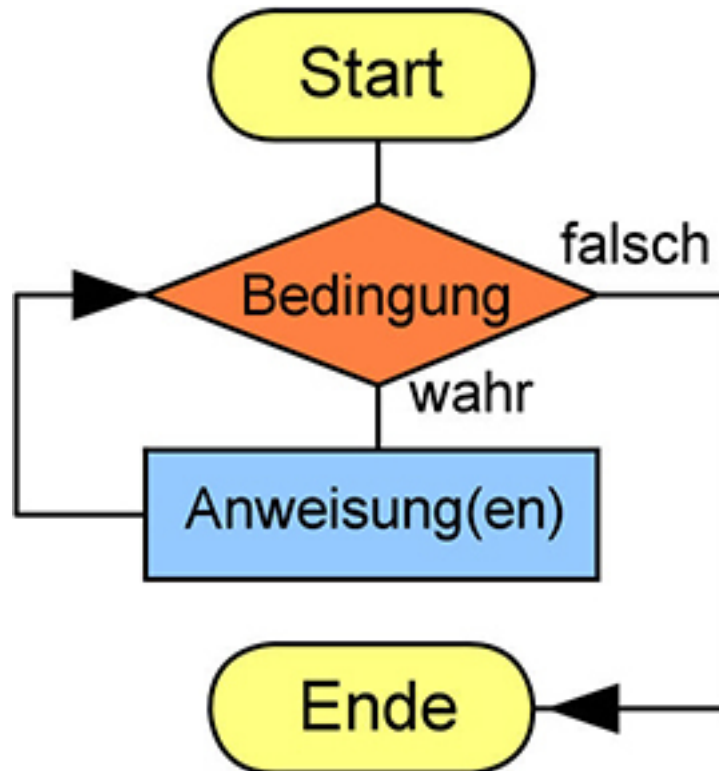 Start
falsch
Bedingung
wahr
Anweisung(en)
Ende